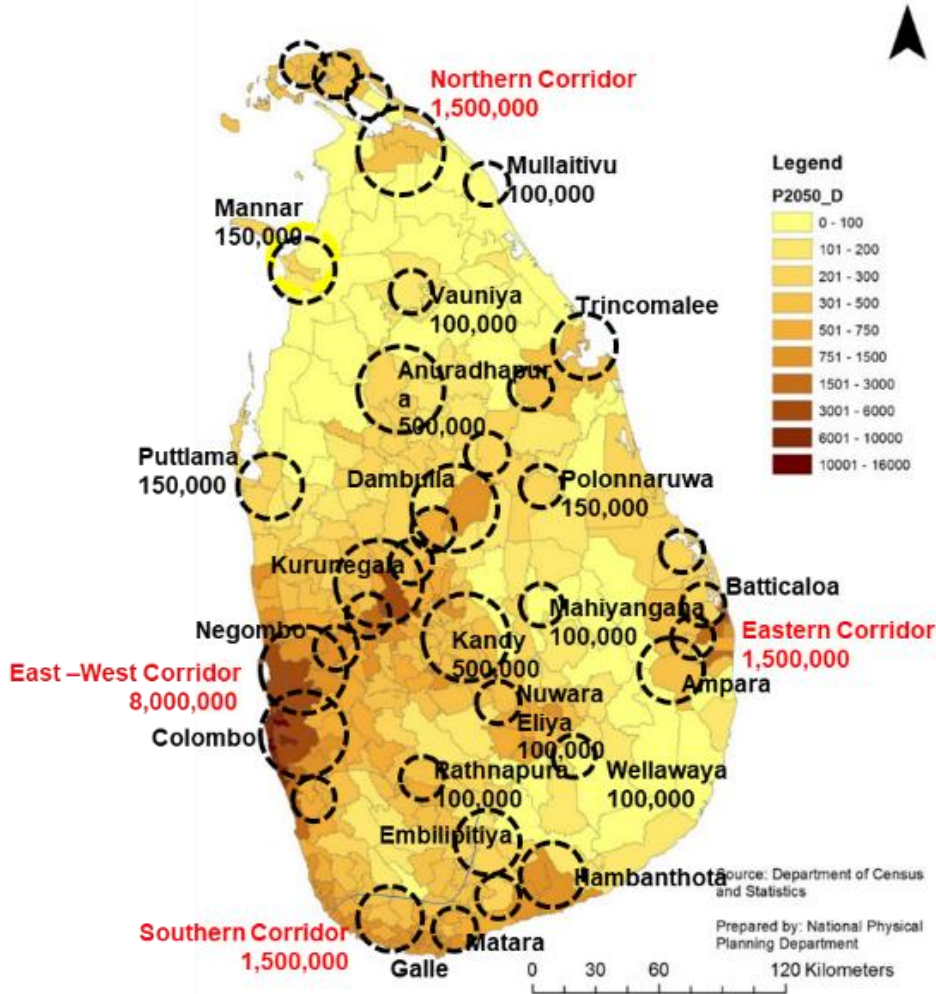 Northern Corridor
1,500,000
Mullaitivu
100,000
Mannar
150,000
Vauniya
100,000
Trincomalee
Anuradhapur
a
500,000
Puttlama
150,000
Dambulla
Polonnaruwa
150,000
Kurunegala
Mahiyangana
100,000
Batticaloa
Negombo
Kandy
500,000
Eastern Corridor
1,500,000
East –West Corridor
8,000,000
Ampara
Nuwara
Eliya
100,000
Colombo
Rathnapura
100,000
Wellawaya
100,000
Embilipitiya
Hambanthota
Southern Corridor
1,500,000
Matara
Galle
Legend
P2050_D
0 - 100
101 - 200
201 - 300
301 - 500
501 - 750
751 - 1500
1501 - 3000
3001 - 6000
6001 - 10000
10001 - 16000
Source: Department of Census
and Statistics
Prepared by: National Physical
Planning Department
0 30 60 120 Kilometers